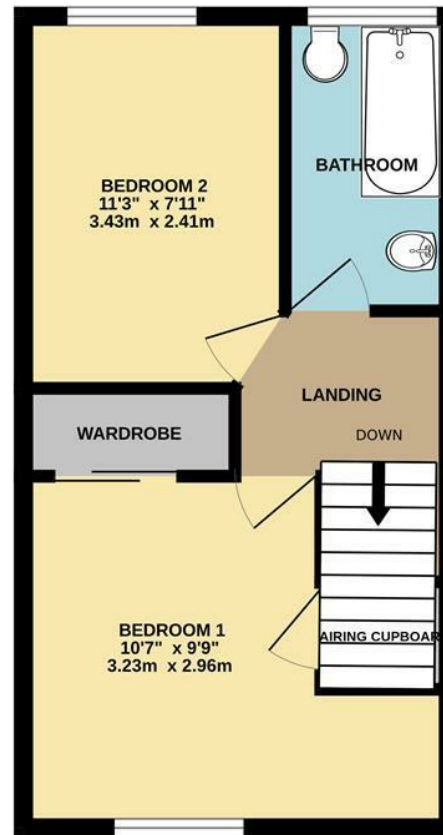 BATHROOM
BEDROOM 2
11'3" x 7'11"
3.43m x 2.41m
LANDING
WARDROBE
DOWN
BEDROOM 1
10'7" x 9'9"
3.23m x 2.96m
AIRING CUPBOAR